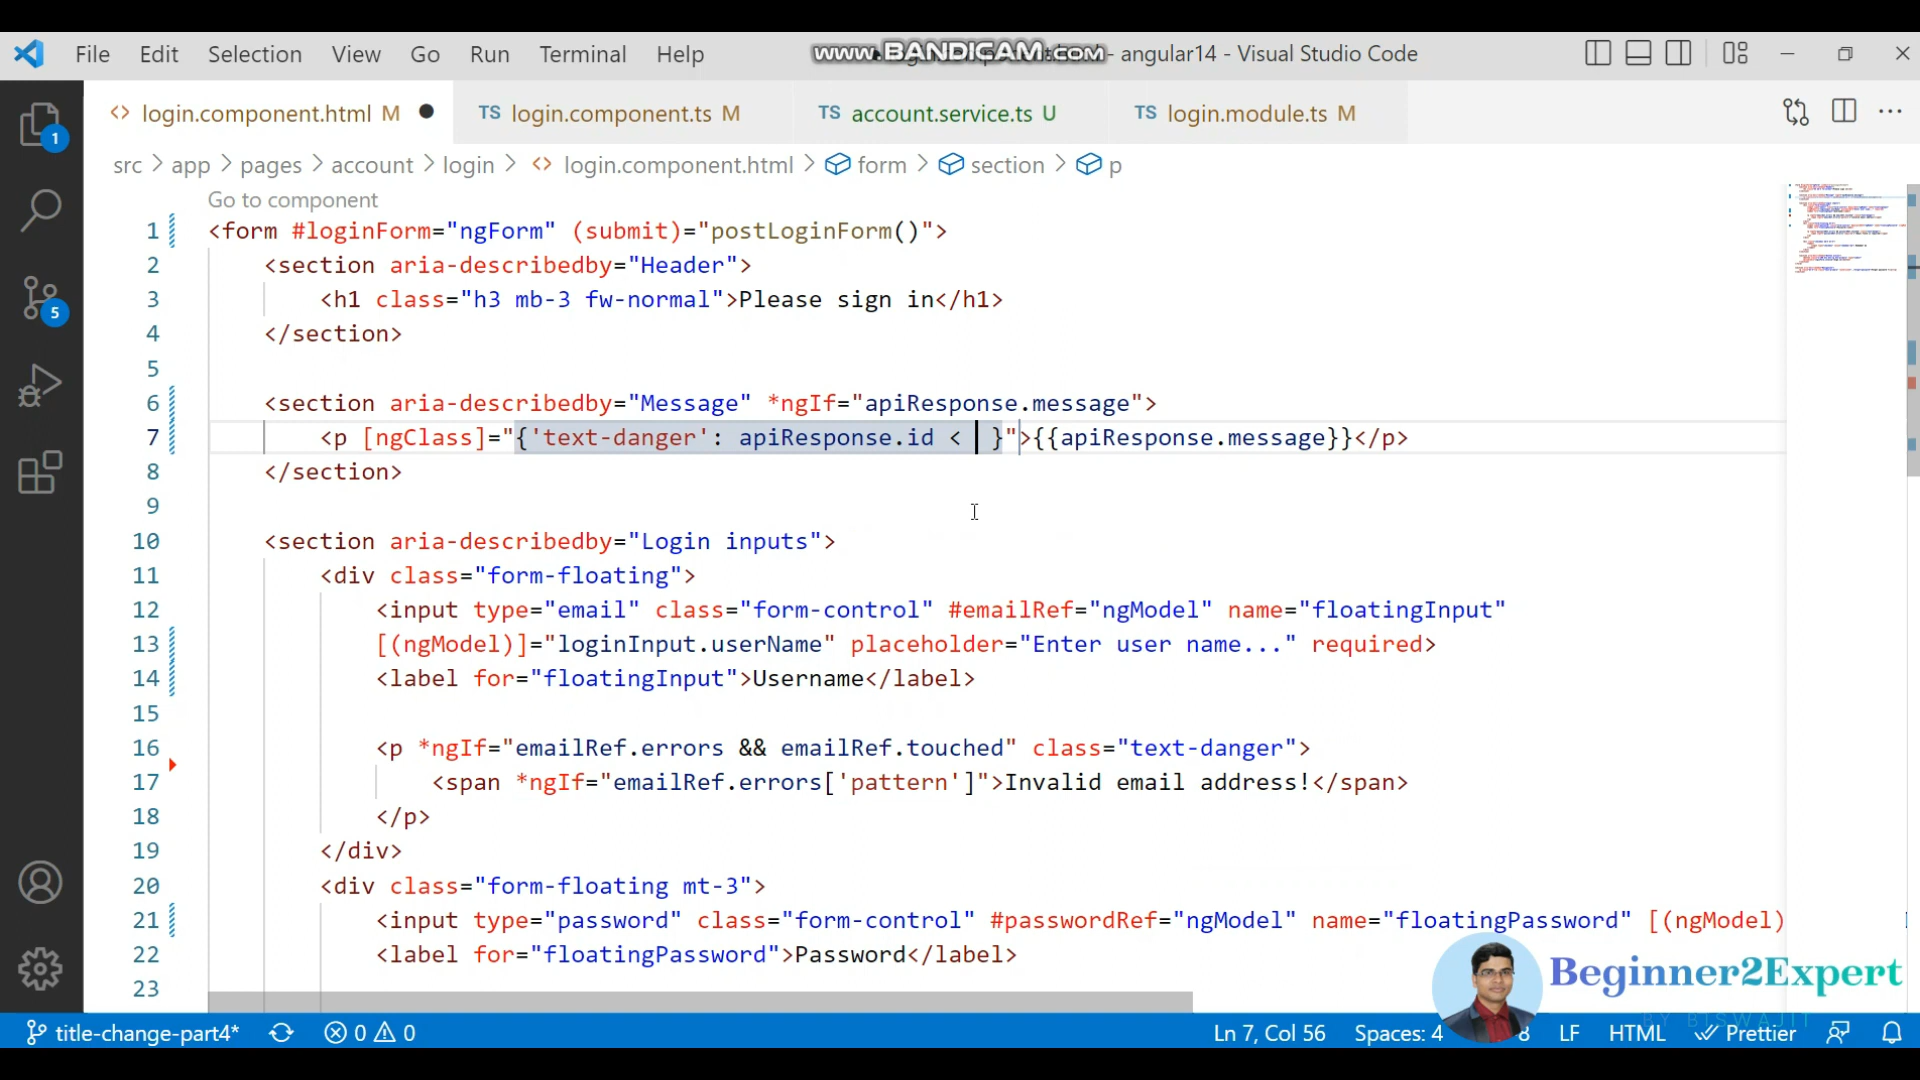 File Edit Selection View Go Run Terminal Help www.BANDICAM.com - angular14 - Visual Studio Code
login.component.html M TS login.component.ts M TS account.service.ts U TS login.module.ts M
src > app > pages > account > login > login.component.html > form > section > p
Go to component
1 <form #loginForm="ngForm" (submit)="postLoginForm()">
2 <section aria-describedby="Header">
3 <h1 class="h3 mb-3 fw-normal">Please sign in</h1>
4 </section>
5
6 <section aria-describedby="Message" *ngIf="apiResponse.message">
7 <p [ngClass]="{'text-danger': apiResponse.id < }">{{apiResponse.message}}</p>
8 </section>
9
10 <section aria-describedby="Login inputs">
11 <div class="form-floating">
12 <input type="email" class="form-control" #emailRef="ngModel" name="floatingInput"
13 [(ngModel)]="loginInput.userName" placeholder="Enter user name..." required>
14 <label for="floatingInput">Username</label>
15
16 <p *ngIf="emailRef.errors && emailRef.touched" class="text-danger">
17 <span *ngIf="emailRef.errors['pattern']">Invalid email address!</span>
18 </p>
19 </div>
20 <div class="form-floating mt-3">
21 <input type="password" class="form-control" #passwordRef="ngModel" name="floatingPassword" [(ngModel)
22 <label for="floatingPassword">Password</label>
23
1
5
Beginner2Expert
BY BISWAJIT
title-change-part4* 0 0 Ln 7, Col 56 Spaces: 4 8 LF HTML Prettier